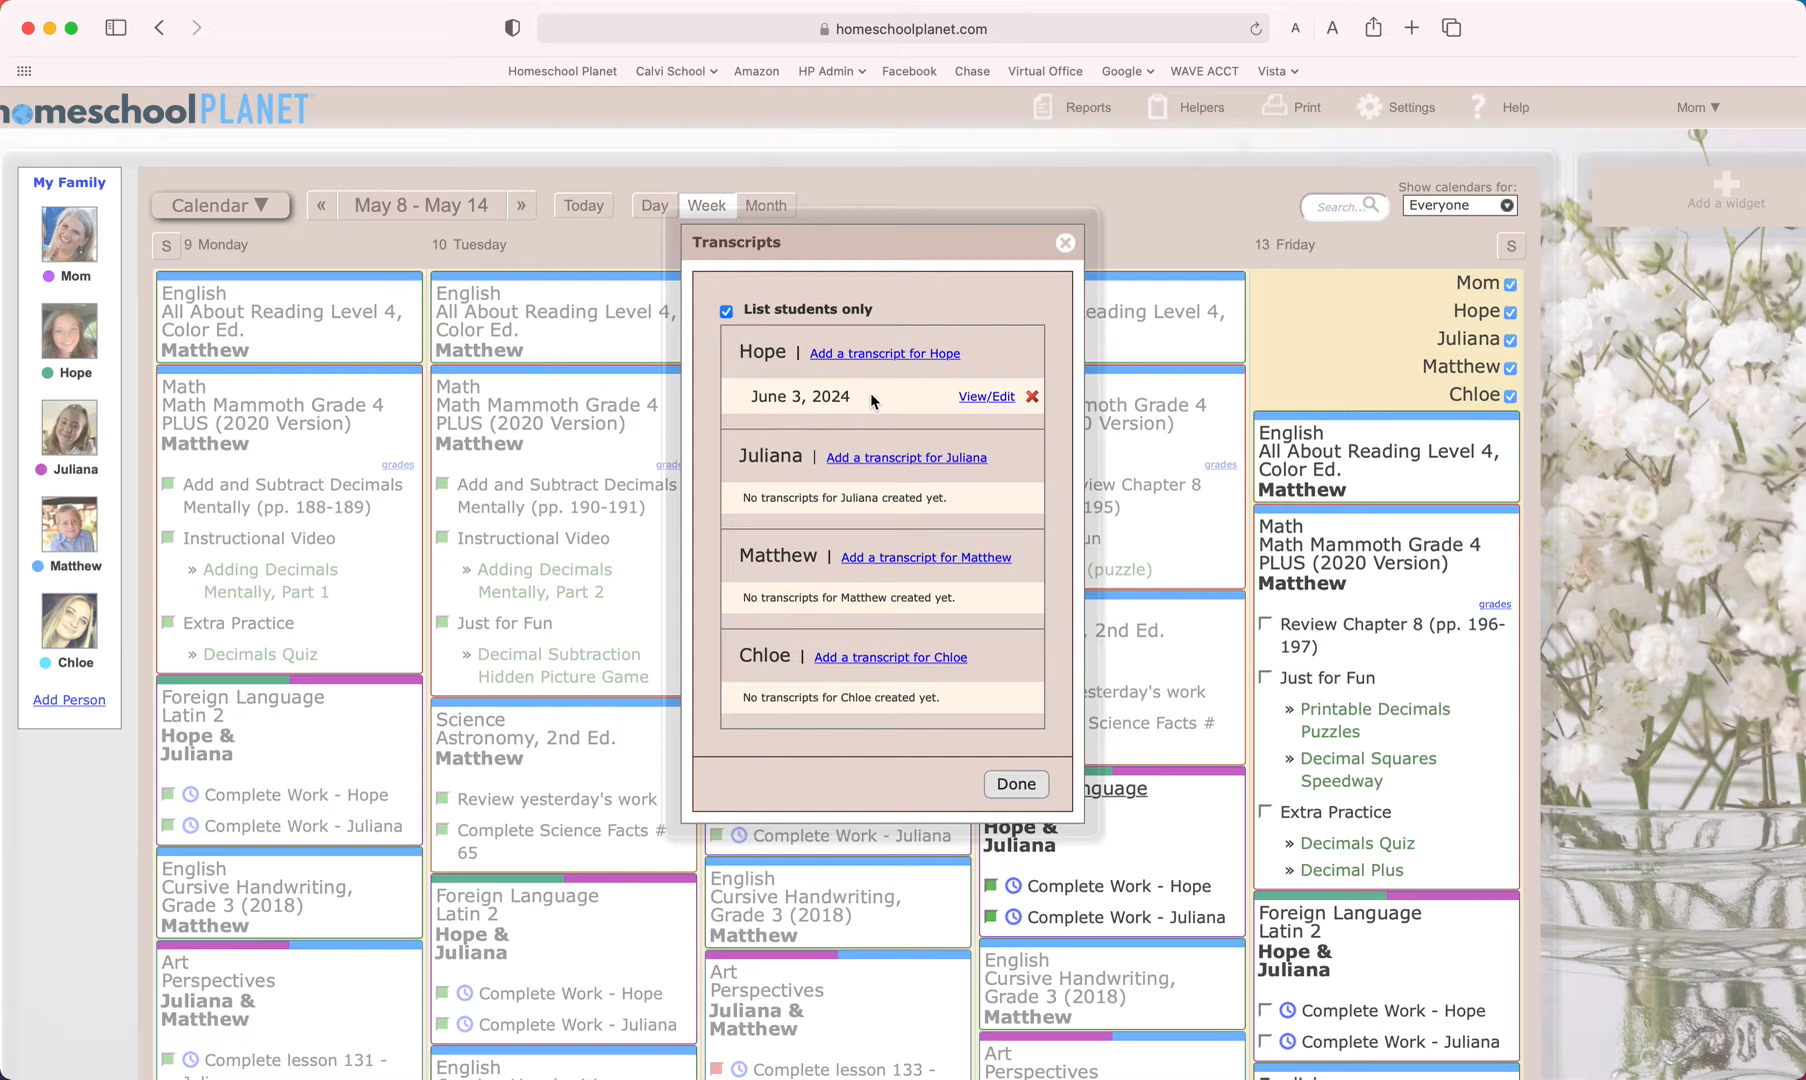 homeschoolplanet.com
A
A
Homeschool Planet
Calvi School
Amazon
HP Admin
Facebook
Chase
Virtual Office
Google
WAVE ACCT
Vista
homeschoolPLANET
Reports
Helpers
Print
Settings
Help
Mom ▼
My Family
Mom
Hope
Juliana
Matthew
Chloe
Add Person
Calendar ▼
«
May 8 - May 14
»
Today
Day
Week
Month
Search...
Show calendars for:
Everyone
Add a widget
S
9 Monday
10 Tuesday
13 Friday
S
English
All About Reading Level 4,
Color Ed.
Matthew
Math
Math Mammoth Grade 4
PLUS (2020 Version)
Matthew
grades
Add and Subtract Decimals
Mentally (pp. 188-189)
Instructional Video
» Adding Decimals
Mentally, Part 1
Extra Practice
» Decimals Quiz
Foreign Language
Latin 2
Hope &
Juliana
Complete Work - Hope
Complete Work - Juliana
English
Cursive Handwriting,
Grade 3 (2018)
Matthew
Art
Perspectives
Juliana &
Matthew
Complete lesson 131 -
English
All About Reading Level 4,
Color Ed.
Matthew
Math
Math Mammoth Grade 4
PLUS (2020 Version)
Matthew
Add and Subtract Decimals
Mentally (pp. 190-191)
Instructional Video
» Adding Decimals
Mentally, Part 2
Just for Fun
» Decimal Subtraction
Hidden Picture Game
Science
Astronomy, 2nd Ed.
Matthew
Review yesterday's work
Complete Science Facts #
65
Foreign Language
Latin 2
Hope &
Juliana
Complete Work - Hope
Complete Work - Juliana
English
Transcripts
List students only
Hope | Add a transcript for Hope
June 3, 2024
View/Edit
Juliana | Add a transcript for Juliana
No transcripts for Juliana created yet.
Matthew | Add a transcript for Matthew
No transcripts for Matthew created yet.
Chloe | Add a transcript for Chloe
No transcripts for Chloe created yet.
Done
Complete Work - Juliana
English
Cursive Handwriting,
Grade 3 (2018)
Matthew
Art
Perspectives
Juliana &
Matthew
Complete lesson 133 -
eading Level 4,
moth Grade 4
Version)
grades
view Chapter 8
195)
un
(puzzle)
, 2nd Ed.
esterday's work
Science Facts #
nguage
Hope &
Juliana
Complete Work - Hope
Complete Work - Juliana
English
Cursive Handwriting,
Grade 3 (2018)
Matthew
Art
Perspectives
Mom
Hope
Juliana
Matthew
Chloe
English
All About Reading Level 4,
Color Ed.
Matthew
Math
Math Mammoth Grade 4
PLUS (2020 Version)
Matthew
grades
Review Chapter 8 (pp. 196-
197)
Just for Fun
» Printable Decimals
Puzzles
» Decimal Squares
Speedway
Extra Practice
» Decimals Quiz
» Decimal Plus
Foreign Language
Latin 2
Hope &
Juliana
Complete Work - Hope
Complete Work - Juliana